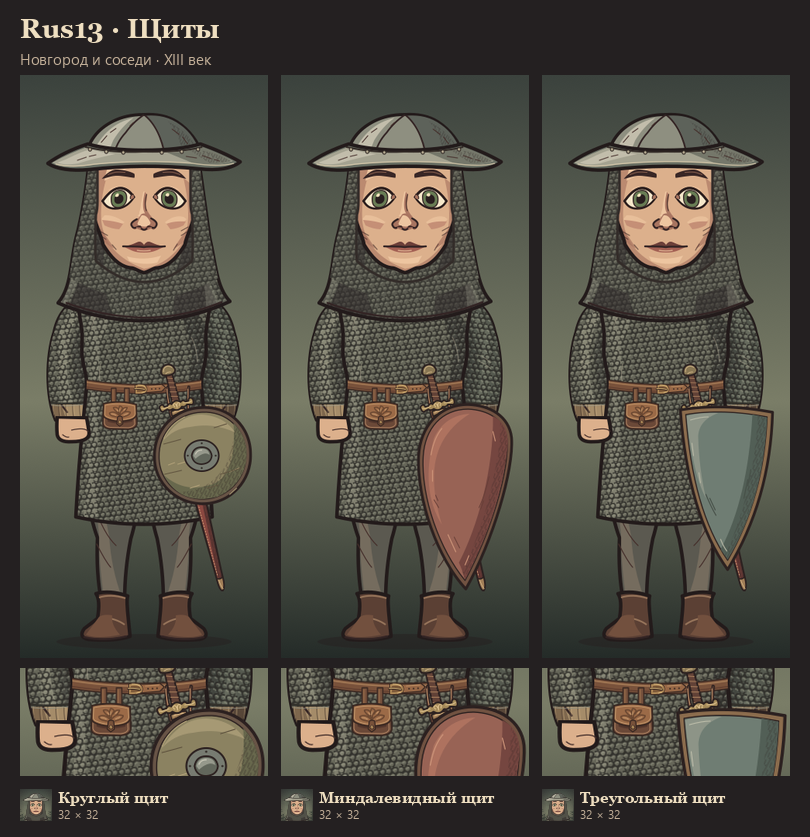 Rus13 · Щиты
Новгород и соседи · XIII век
Круглый щит
32 × 32
Миндалевидный щит
32 × 32
Треугольный щит
32 × 32